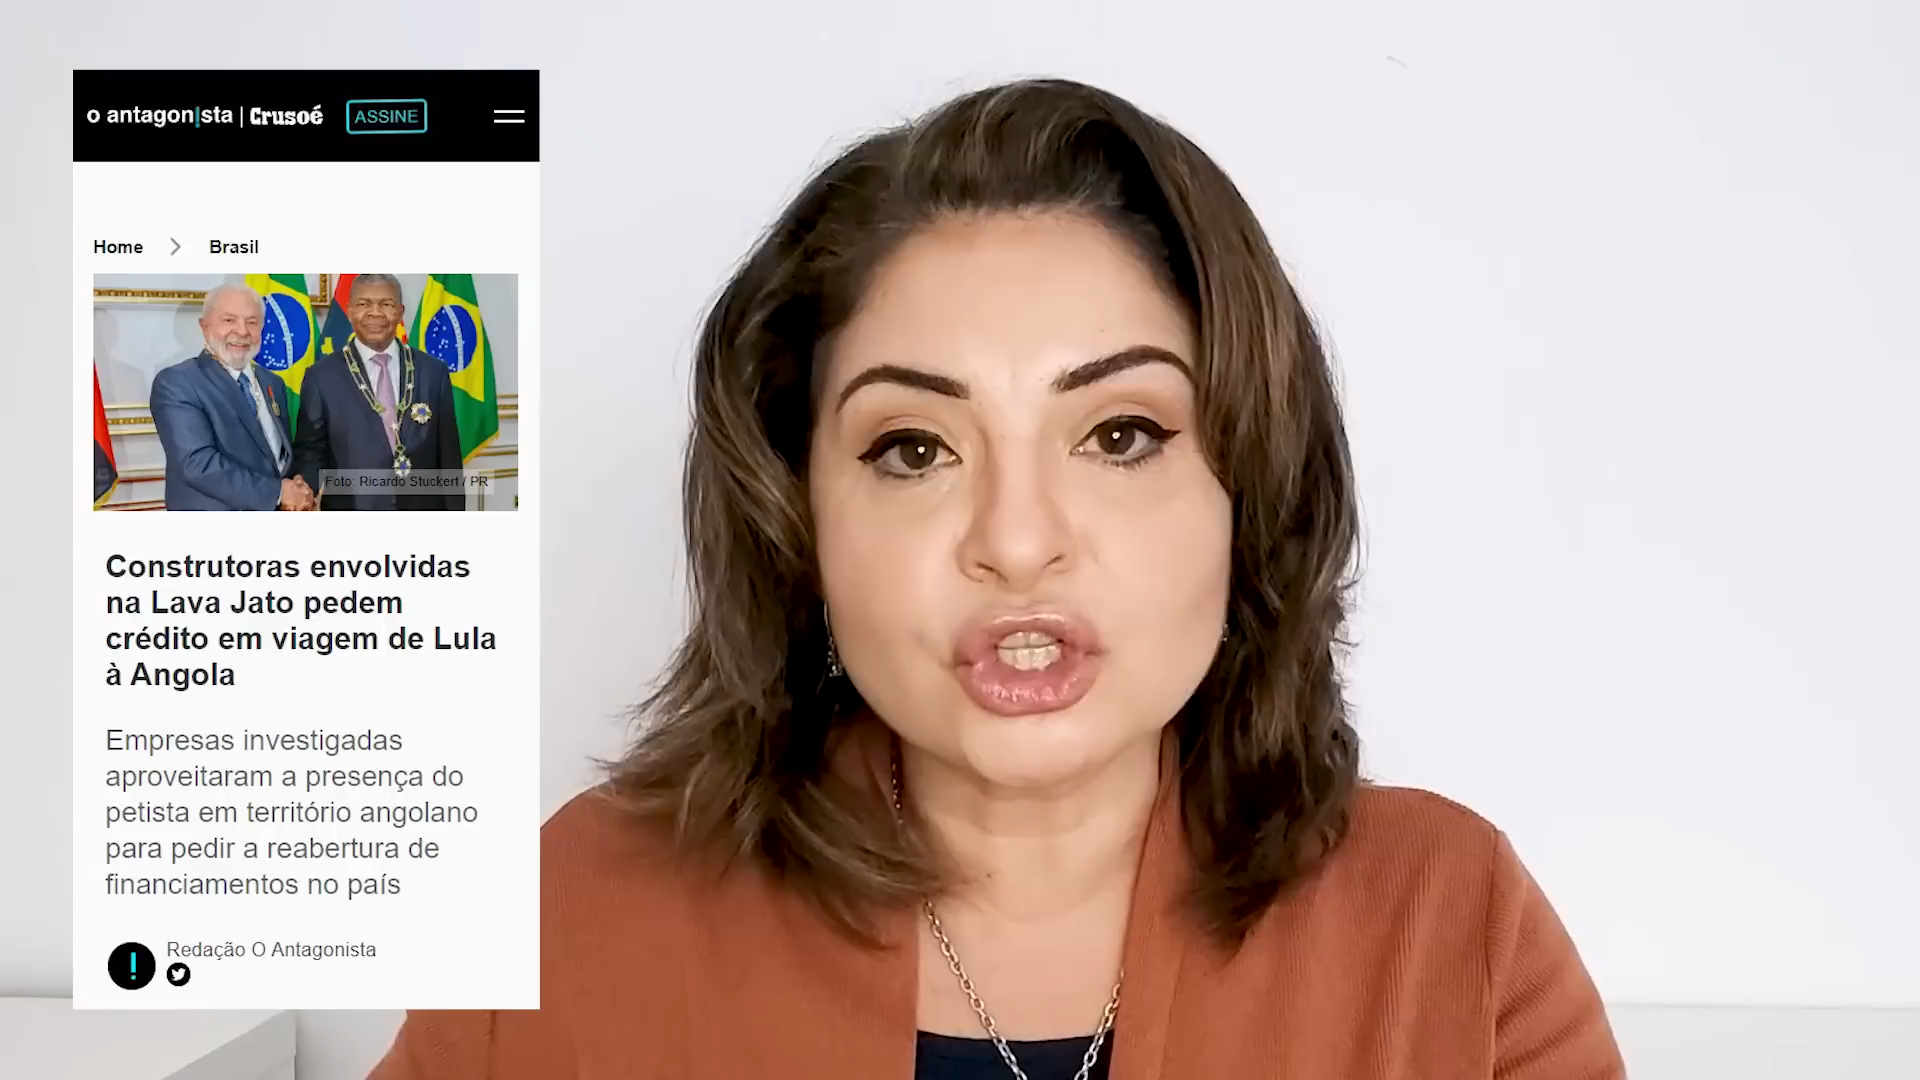 o antagonista | Crusoé ASSINE
Home > Brasil
Foto: Ricardo Stuckert / PR
Construtoras envolvidas
na Lava Jato pedem
crédito em viagem de Lula
à Angola
Empresas investigadas
aproveitaram a presença do
petista em território angolano
para pedir a reabertura de
financiamentos no país
Redação O Antagonista